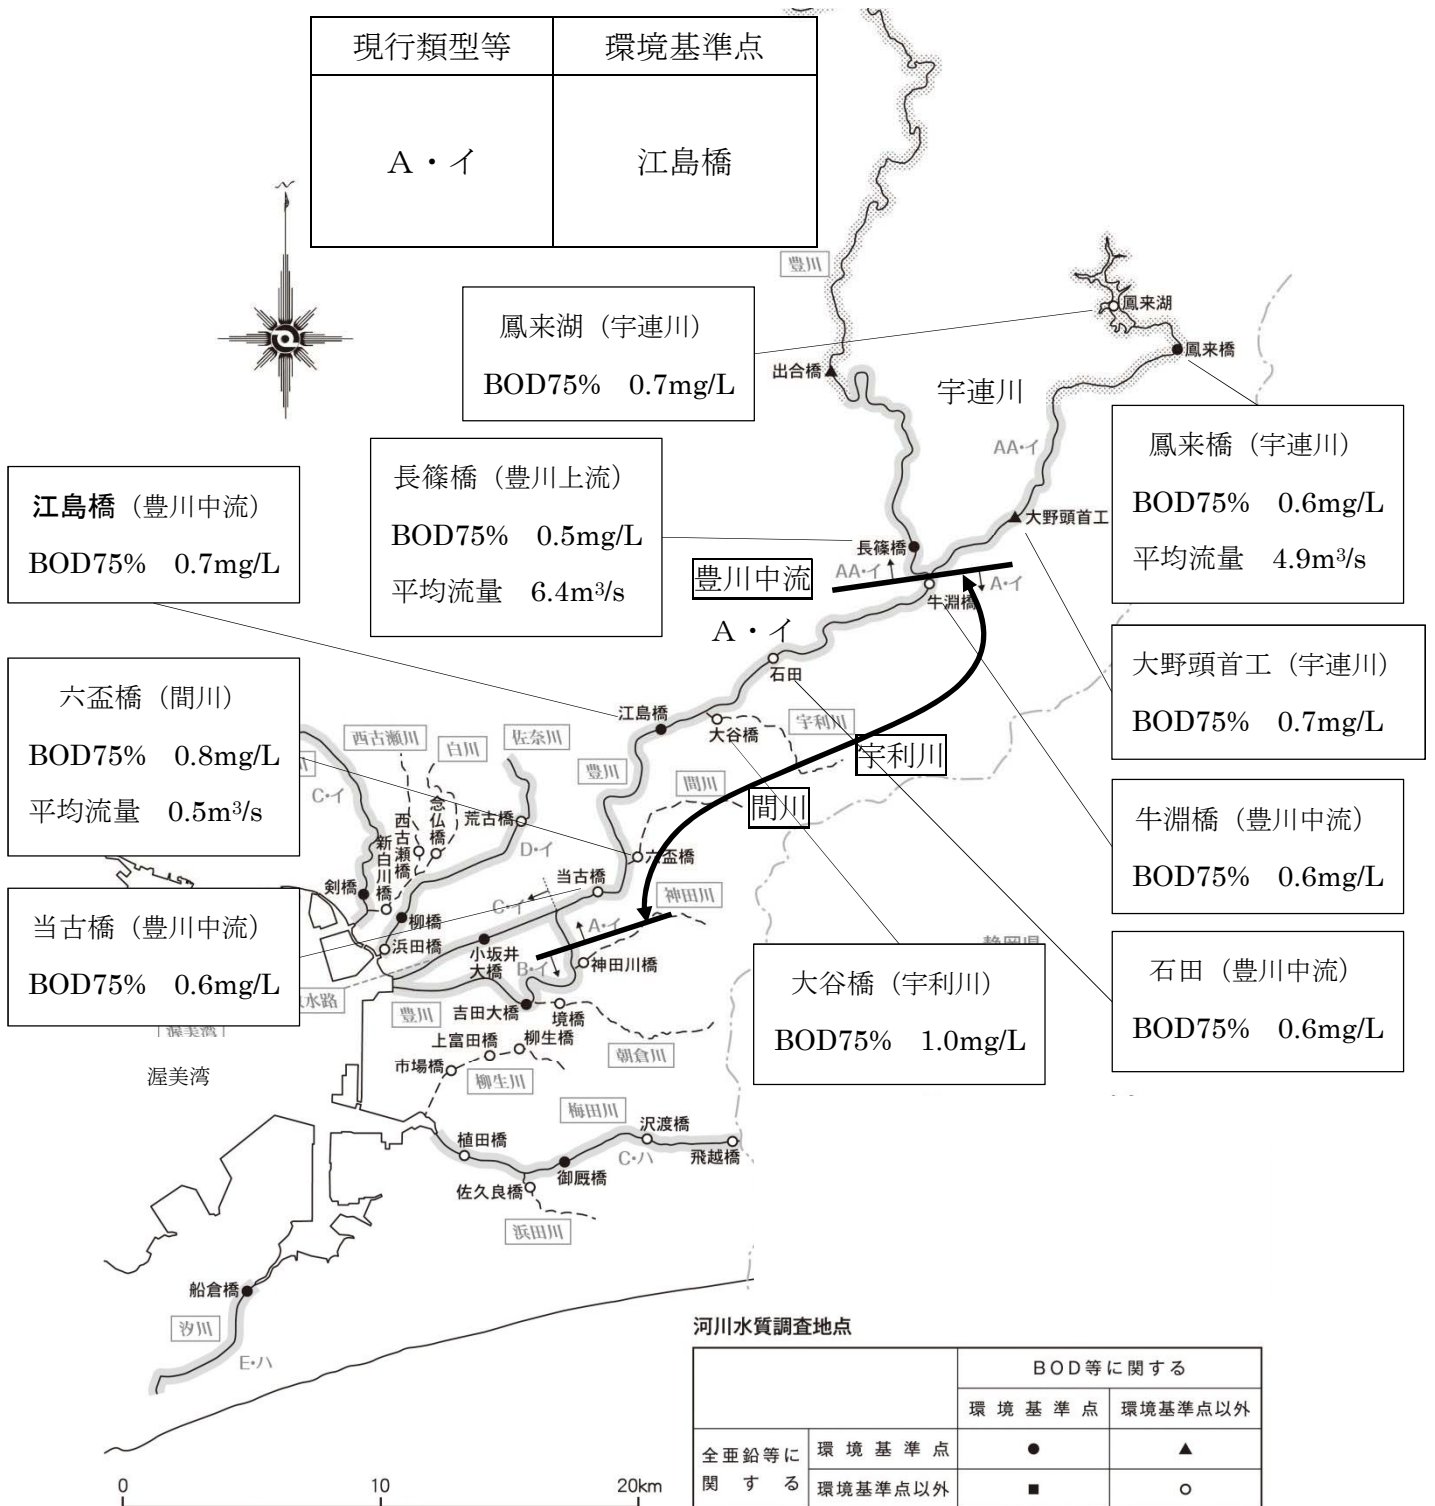 現行類型等 環境基準点
A・イ 江島橋
豊川
鳳来湖
鳳来湖（宇連川）
BOD75% 0.7mg/L
鳳来橋
出合橋
宇連川
鳳来橋（宇連川）
BOD75% 0.6mg/L
平均流量 4.9m³/s
AA・イ
長篠橋（豊川上流）
BOD75% 0.5mg/L
平均流量 6.4m³/s
江島橋（豊川中流）
BOD75% 0.7mg/L
大野頭首工
長篠橋
豊川中流
AA・イ
A・イ
牛淵橋
A・イ
大野頭首工（宇連川）
BOD75% 0.7mg/L
石田
六盃橋（間川）
BOD75% 0.8mg/L
平均流量 0.5m³/s
江島橋
大谷橋
宇利川
宇利川
西古瀬川
白川
佐奈川
川
C・イ
豊川
間川
間川
牛淵橋（豊川中流）
BOD75% 0.6mg/L
念仏橋
西古瀬橋
新白川橋
荒古橋
D・イ
六盃橋
当古橋
剣橋
神田川
C・イ
A・イ
当古橋（豊川中流）
BOD75% 0.6mg/L
柳橋
浜田橋
小坂井
大橋
B・イ
神田川橋
静岡県
大谷橋（宇利川）
BOD75% 1.0mg/L
石田（豊川中流）
BOD75% 0.6mg/L
水路
豊川
吉田大橋
境橋
渥美湾
渥美湾
上富田橋
柳生橋
朝倉川
市場橋
柳生川
梅田川
沢渡橋
植田橋
C・ハ
飛越橋
御厩橋
佐久良橋
浜田川
船倉橋
汐川
E・ハ
河川水質調査地点
BOD等に関する
環境基準点 環境基準点以外
全亜鉛等に
関する
環境基準点 ● ▲
環境基準点以外 ■ ○
0 10 20km